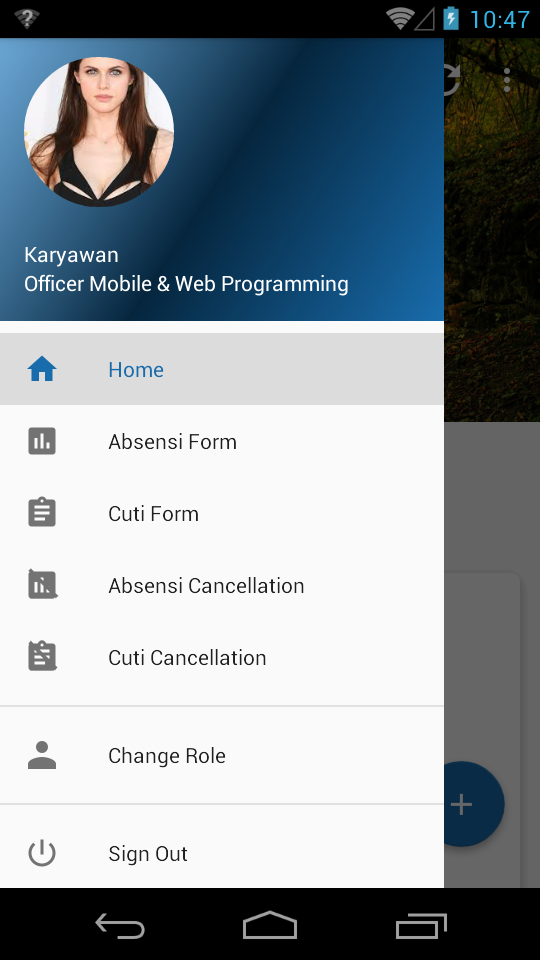 10:47
Karyawan
Officer Mobile & Web Programming
Home
Absensi Form
Cuti Form
Absensi Cancellation
Cuti Cancellation
Change Role
Sign Out